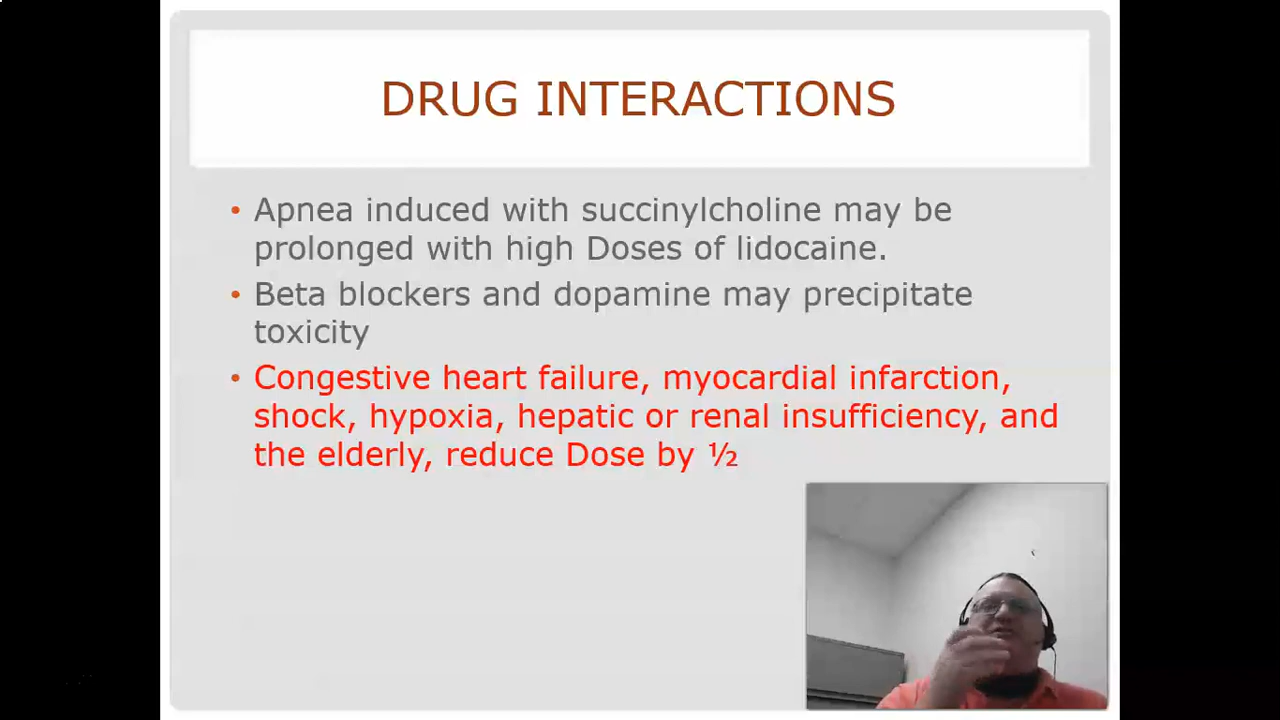 DRUG INTERACTIONS
• Apnea induced with succinylcholine may be
prolonged with high Doses of lidocaine.
• Beta blockers and dopamine may precipitate
toxicity
• Congestive heart failure, myocardial infarction,
shock, hypoxia, hepatic or renal insufficiency, and
the elderly, reduce Dose by ½